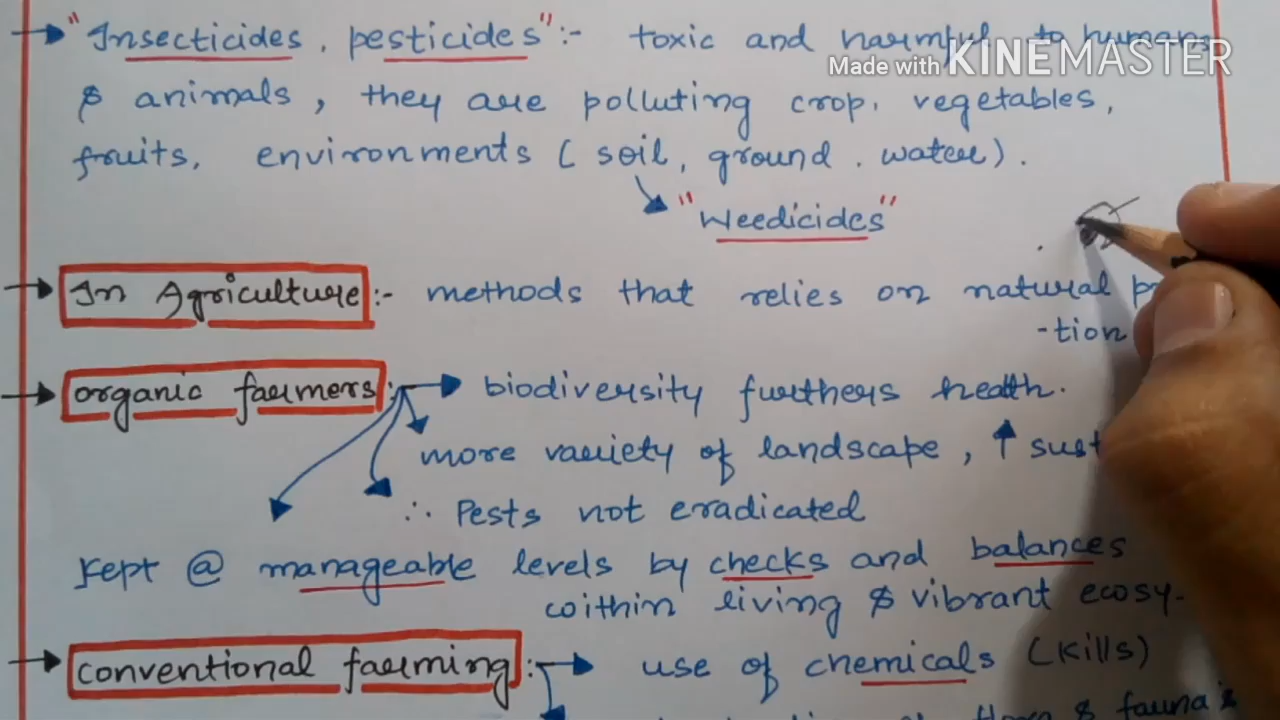 → "Insecticides, pesticides" :- toxic and harmful to humans
Made with KINEMASTER
& animals, they are polluting crop, vegetables,
fruits, environments (soil, ground, water).
"Weedicides"
→ In Agriculture :- methods that relies on natural
-tion
→ organic farmers :- → biodiversity furthers health.
more variety of landscape, ↑
∴ Pests not eradicated
Kept @ manageable levels by checks and balances
within living & vibrant ecosy-
→ conventional farming :- → use of chemicals (kills)
flora & fauna's